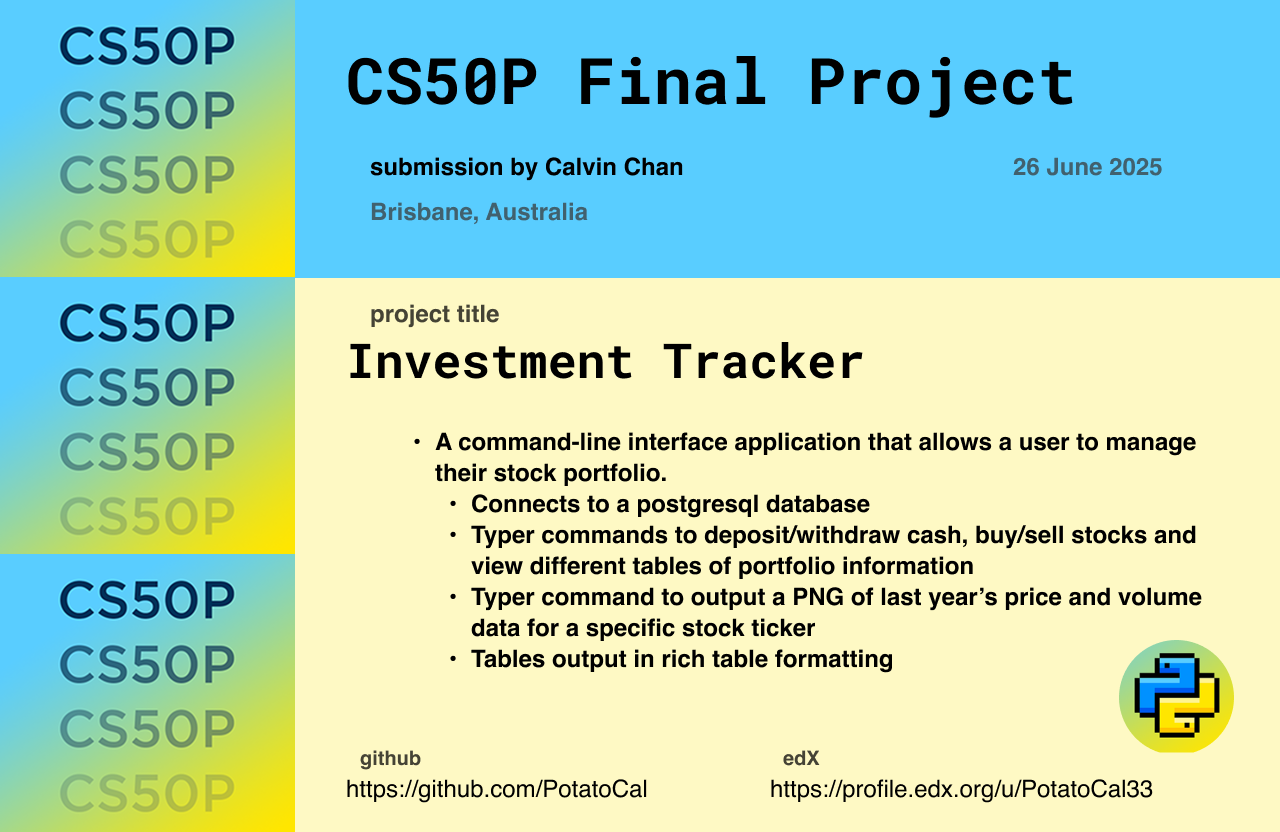 CS50P
CS50P
CS50P
CS50P
CS50P Final Project
submission by Calvin Chan
26 June 2025
Brisbane, Australia
CS50P
CS50P
CS50P
CS50P
project title
Investment Tracker
• A command-line interface application that allows a user to manage
their stock portfolio.
• Connects to a postgresql database
• Typer commands to deposit/withdraw cash, buy/sell stocks and
view different tables of portfolio information
• Typer command to output a PNG of last year’s price and volume
data for a specific stock ticker
• Tables output in rich table formatting
CS50P
CS50P
CS50P
CS50P
github
https://github.com/PotatoCal
edX
https://profile.edx.org/u/PotatoCal33